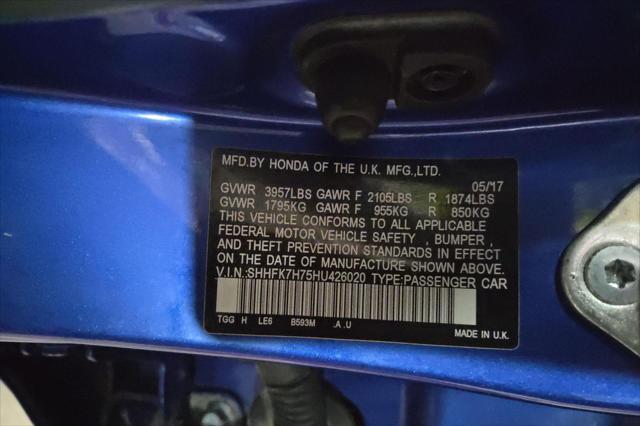 MFD.BY HONDA OF THE U.K. MFG.,LTD.
05/17
GVWR 3957LBS GAWR F 2105LBS R 1874LBS
GVWR 1795KG GAWR F 955KG R 850KG
THIS VEHICLE CONFORMS TO ALL APPLICABLE
FEDERAL MOTOR VEHICLE SAFETY , BUMPER ,
AND THEFT PREVENTION STANDARDS IN EFFECT
ON THE DATE OF MANUFACTURE SHOWN ABOVE.
V.I.N.:SHHFK7H75HU426020 TYPE:PASSENGER CAR
TGG H LE6 B593M .A .U
MADE IN U.K.